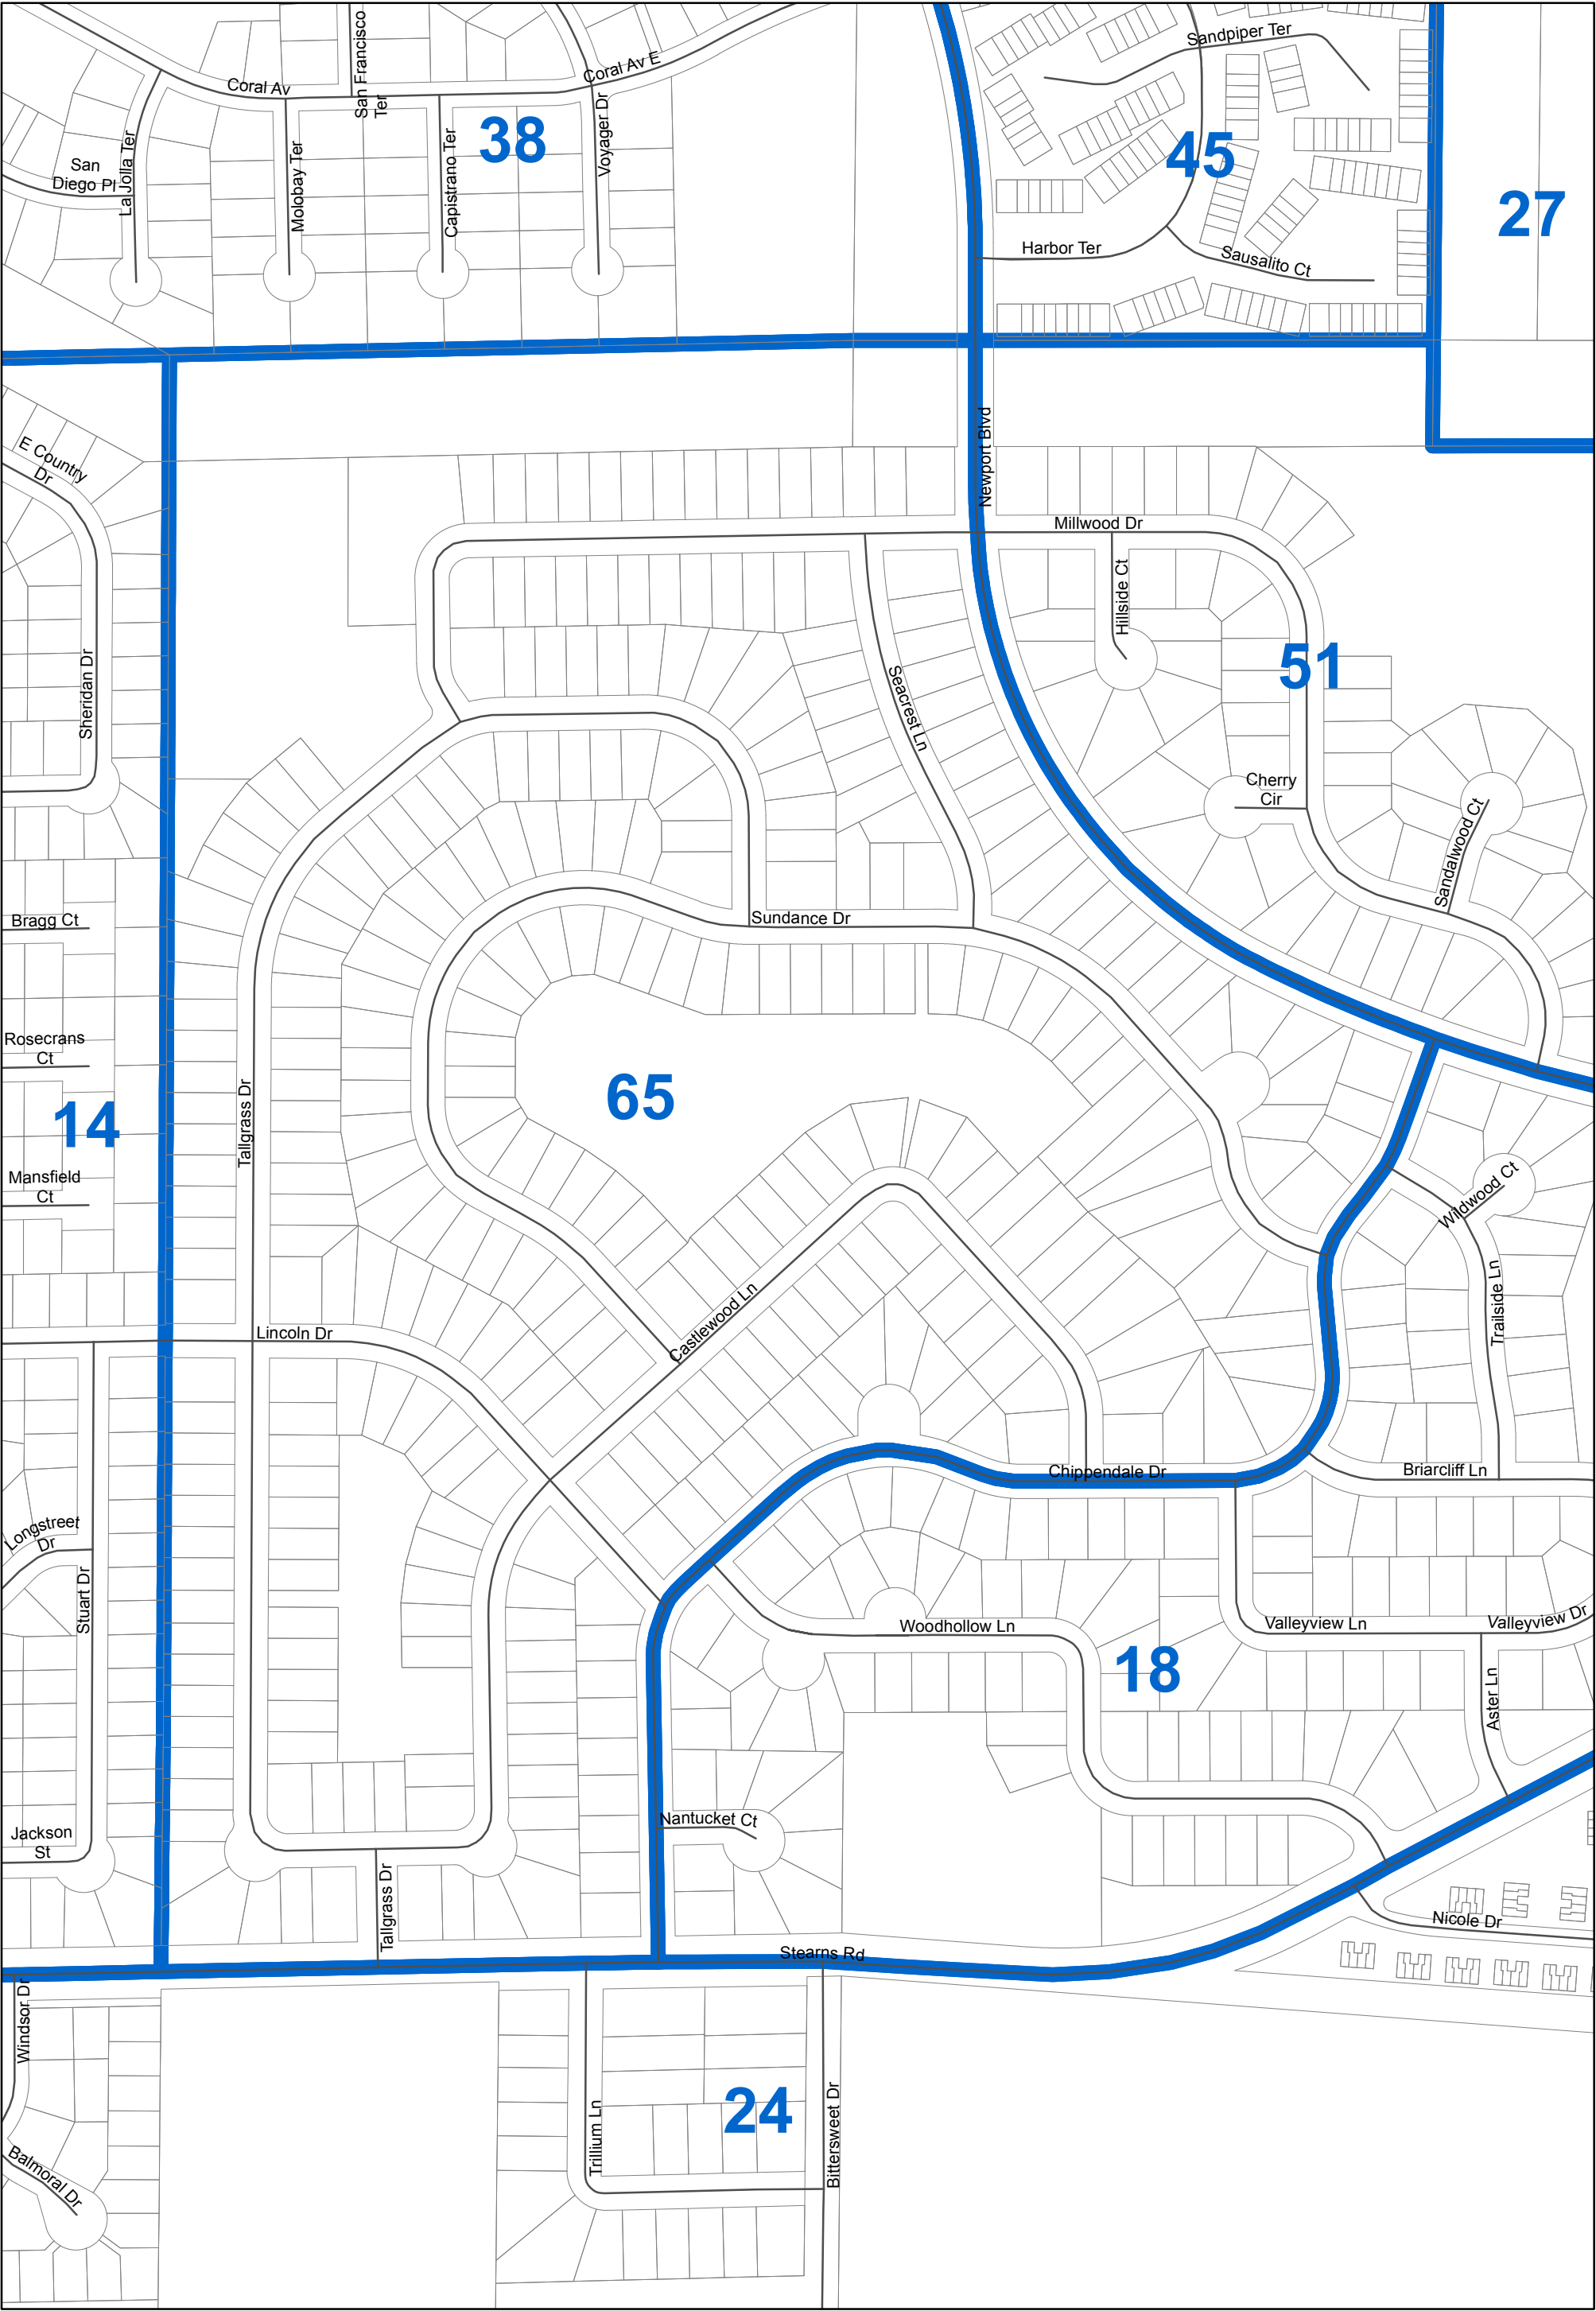 Sandpiper Ter
San Francisco
Ter
Coral Av
Coral Av E
38
45
La Jolla Ter
San
Diego Pl
Molobay Ter
Capistrano Ter
Voyager Dr
27
Harbor Ter
Sausalito Ct
E Country
Dr
Newport Blvd
Millwood Dr
Hillside Ct
51
Sheridan Dr
Seacrest Ln
Cherry
Cir
Sandalwood Ct
Bragg Ct
Sundance Dr
Rosecrans
Ct
65
14
Tallgrass Dr
Mansfield
Ct
Wildwood Ct
Trailside Ln
Lincoln Dr
Castlewood Ln
Chippendale Dr
Briarcliff Ln
Longstreet
Dr
Stuart Dr
Woodhollow Ln
Valleyview Ln
Valleyview Dr
18
Aster Ln
Nantucket Ct
Jackson
St
Tallgrass Dr
Nicole Dr
Stearns Rd
Windsor Dr
24
Trillium Ln
Bittersweet Dr
Balmoral Dr